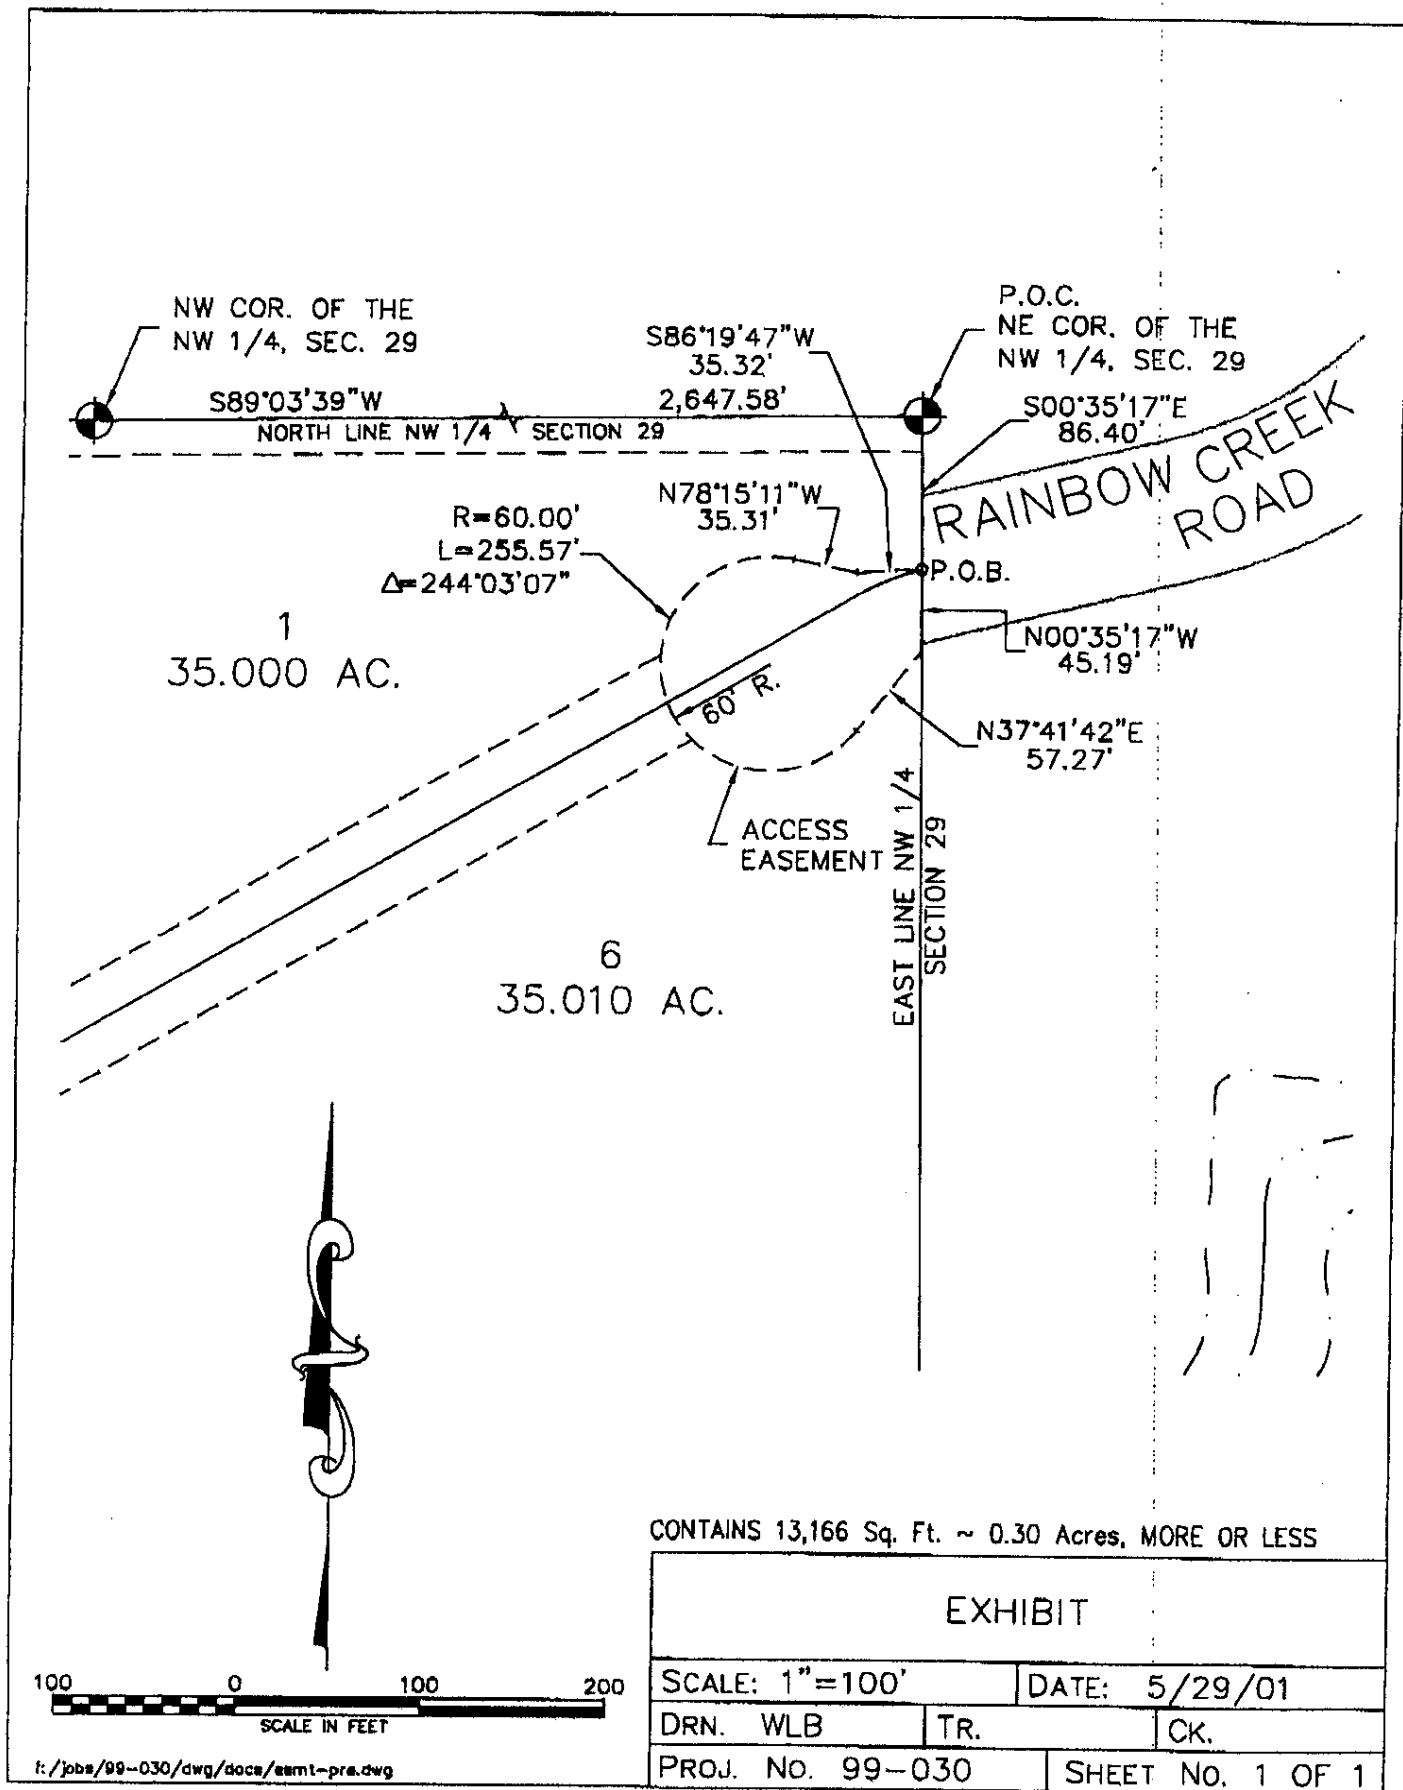 NW COR. OF THE
NW 1/4, SEC. 29
S89°03'39"W
NORTH LINE NW 1/4
SECTION 29
S86°19'47"W
35.32'
2,647.58'
P.O.C.
NE COR. OF THE
NW 1/4, SEC. 29
S00°35'17"E
86.40'
RAINBOW CREEK
ROAD
N78°15'11"W
35.31'
R=60.00'
L=255.57'
Δ=244°03'07"
P.O.B.
1
35.000 AC.
N00°35'17"W
45.19'
60' R.
N37°41'42"E
57.27'
ACCESS
EASEMENT
EAST LINE NW 1/4
SECTION 29
6
35.010 AC.
CONTAINS 13,166 Sq. Ft. ~ 0.30 Acres, MORE OR LESS
EXHIBIT
SCALE: 1"=100'
DATE: 5/29/01
DRN. WLB
TR.
CK.
PROJ. NO. 99-030
SHEET NO. 1 OF 1
100 0 100 200
SCALE IN FEET
f:/jobs/99-030/dwg/docs/esmt-pra.dwg